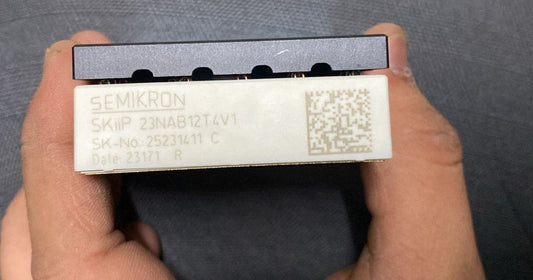 SEMIKRON
SKiiP 23NAB12T4V1
SK-No.:25231411 C
Date: 23171 R